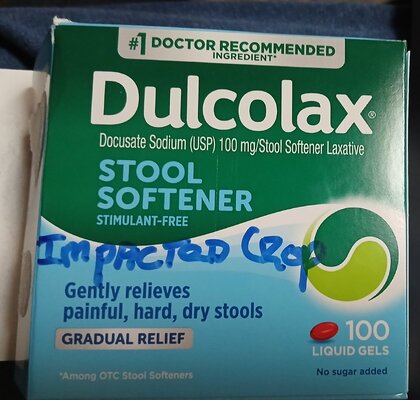 #1 DOCTOR RECOMMENDED
INGREDIENT*
Dulcolax®
Docusate Sodium (USP) 100 mg/Stool Softener Laxative
STOOL
SOFTENER
STIMULANT-FREE
IMPACTED CROP
Gently relieves
painful, hard, dry stools
GRADUAL RELIEF
100
LIQUID GELS
*Among OTC Stool Softeners
No sugar added